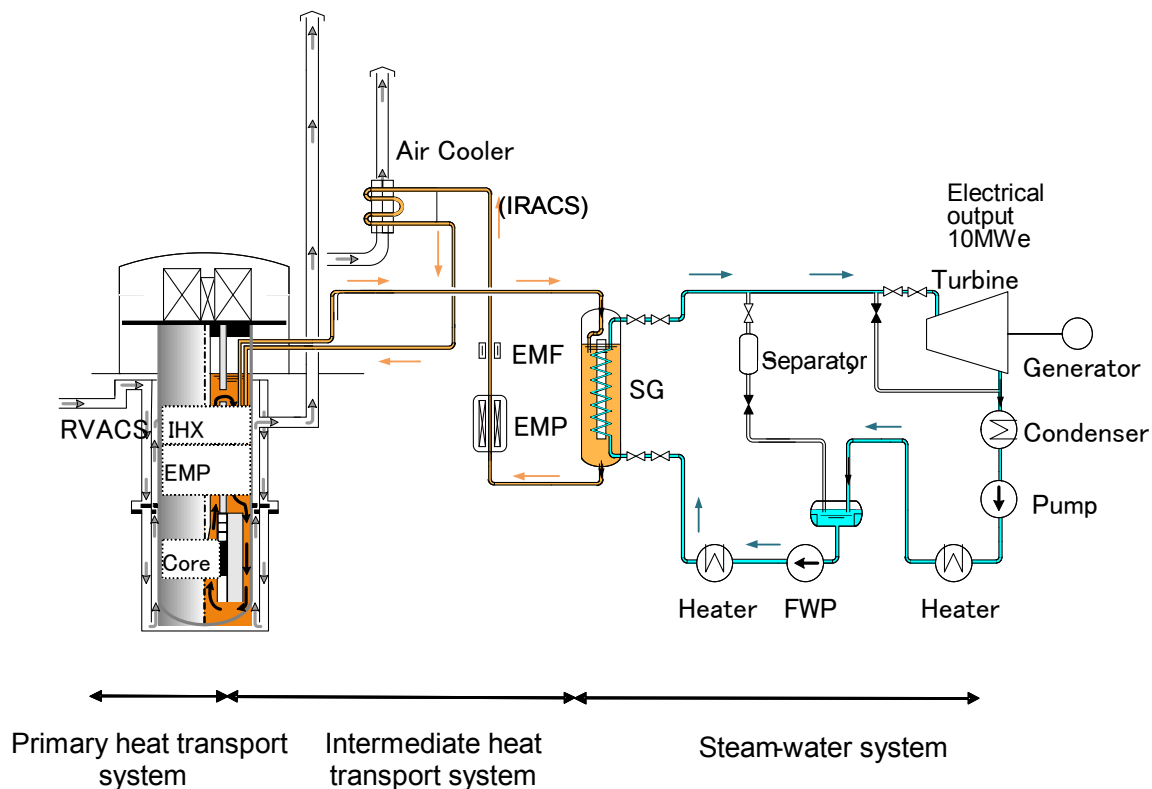 Air Cooler
(IRACS)
Electrical
output
10MWe
Turbine
EMF
Separator
SG
Generator
RVACS
IHX
EMP
Condenser
EMP
Pump
Core
Heater
FWP
Heater
Primary heat transport
system
Intermediate heat
transport system
Steam-water system